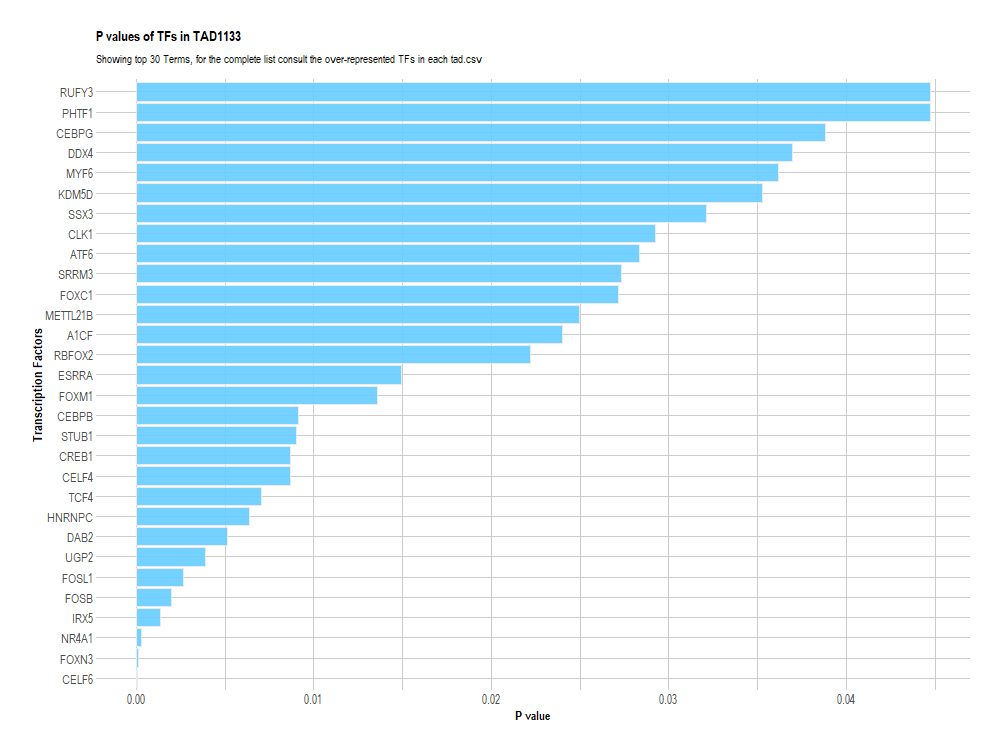 P values of TFs in TAD1133
Showing top 30 Terms, for the complete list consult the over-represented TFs in each tad.csv
RUFY3
PHTF1
CEBPG
DDX4
MYF6
KDM5D
SSX3
CLK1
ATF6
SRRM3
FOXC1
METTL21B
A1CF
RBFOX2
ESRRA
FOXM1
CEBPB
STUB1
CREB1
CELF4
TCF4
HNRNPC
DAB2
UGP2
FOSL1
FOSB
IRX5
NR4A1
FOXN3
CELF6
Transcription Factors
0.00 0.01 0.02 0.03 0.04
P value